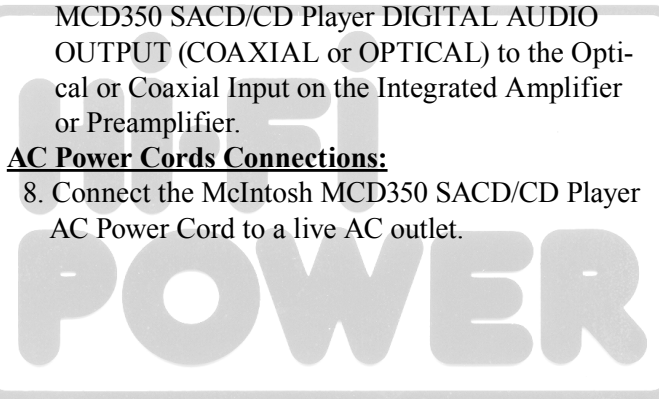 MCD350 SACD/CD Player DIGITAL AUDIO
OUTPUT (COAXIAL or OPTICAL) to the Opti-
cal or Coaxial Input on the Integrated Amplifier
or Preamplifier.
AC Power Cords Connections:
8. Connect the McIntosh MCD350 SACD/CD Player
AC Power Cord to a live AC outlet.
Hi-Fi
POWER